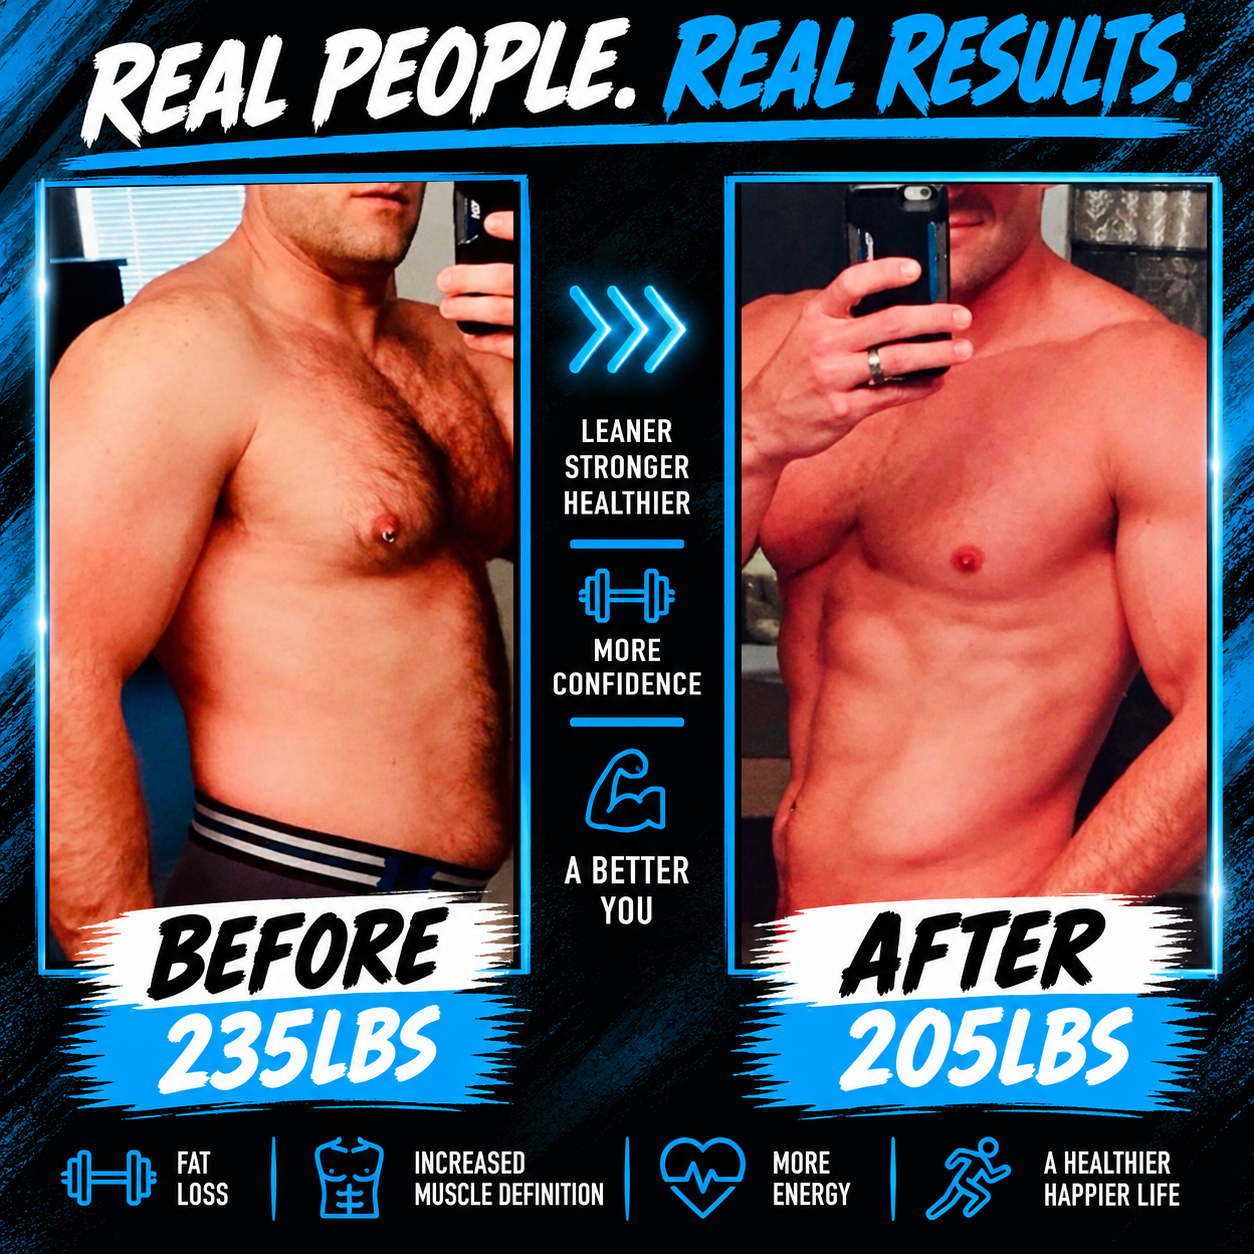 REAL PEOPLE. REAL RESULTS.
LEANER
STRONGER
HEALTHIER
MORE
CONFIDENCE
A BETTER
YOU
BEFORE
235LBS
AFTER
205LBS
FAT
LOSS
INCREASED
MUSCLE DEFINITION
MORE
ENERGY
A HEALTHIER
HAPPIER LIFE